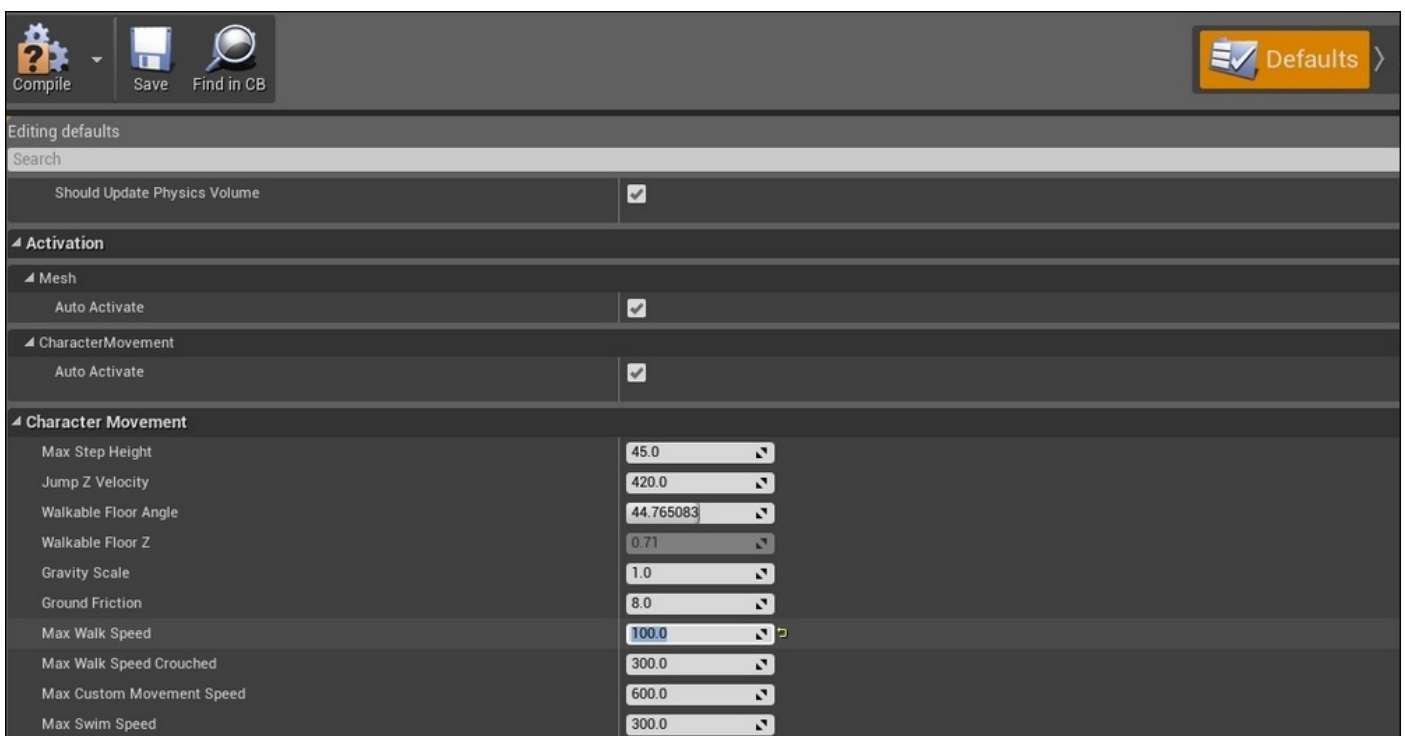 Compile
Save
Find in CB
Defaults
Editing defaults
Search
Should Update Physics Volume
Activation
Mesh
Auto Activate
CharacterMovement
Auto Activate
Character Movement
Max Step Height 45.0
Jump Z Velocity 420.0
Walkable Floor Angle 44.765083
Walkable Floor Z 0.71
Gravity Scale 1.0
Ground Friction 8.0
Max Walk Speed 100.0
Max Walk Speed Crouched 300.0
Max Custom Movement Speed 600.0
Max Swim Speed 300.0